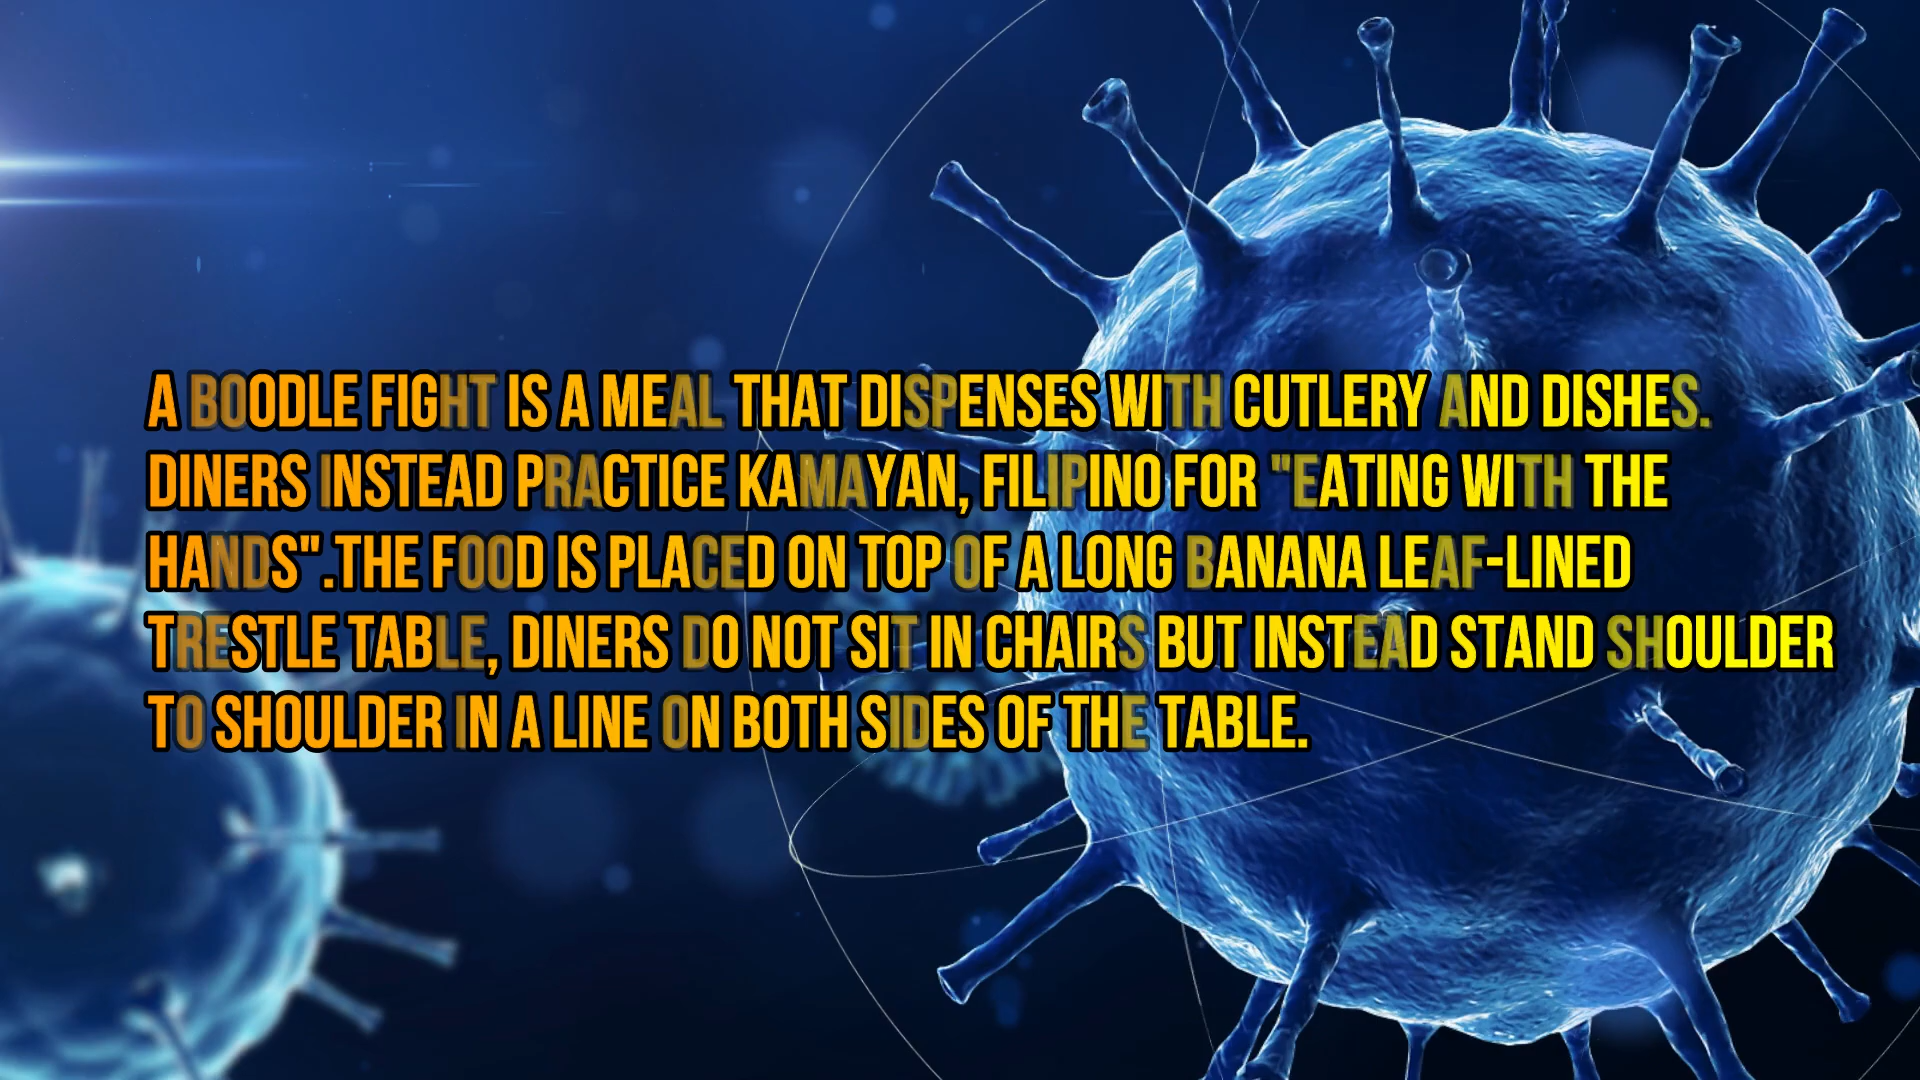 A BOODLE FIGHT IS A MEAL THAT DISPENSES WITH CUTLERY AND DISHES.
DINERS INSTEAD PRACTICE KAMAYAN, FILIPINO FOR "EATING WITH THE
HANDS".THE FOOD IS PLACED ON TOP OF A LONG BANANA LEAF-LINED
TRESTLE TABLE, DINERS DO NOT SIT IN CHAIRS BUT INSTEAD STAND SHOULDER
TO SHOULDER IN A LINE ON BOTH SIDES OF THE TABLE.